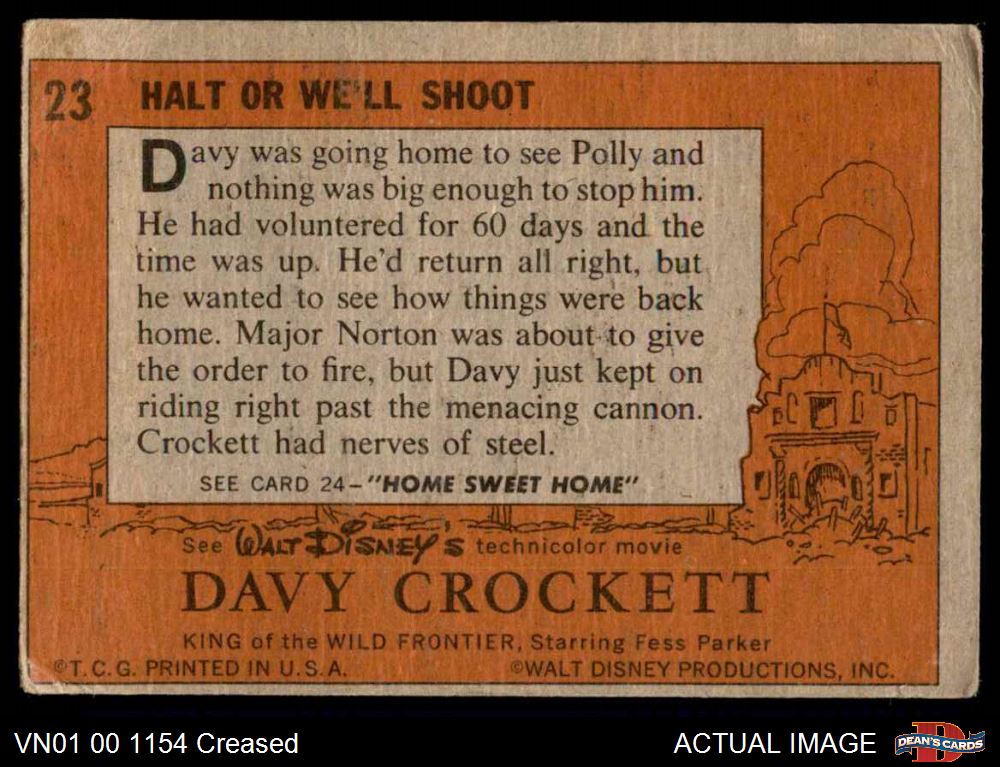 23 HALT OR WE'LL SHOOT
Davy was going home to see Polly and
nothing was big enough to stop him.
He had voluntered for 60 days and the
time was up. He'd return all right, but
he wanted to see how things were back
home. Major Norton was about to give
the order to fire, but Davy just kept on
riding right past the menacing cannon.
Crockett had nerves of steel.
SEE CARD 24-"HOME SWEET HOME"
See WALT DISNEY'S technicolor movie
DAVY CROCKETT
KING of the WILD FRONTIER, Starring Fess Parker
©T.C.G. PRINTED IN U.S.A. ©WALT DISNEY PRODUCTIONS, INC.
VN01 00 1154 Creased ACTUAL IMAGE D DEAN'S CARDS